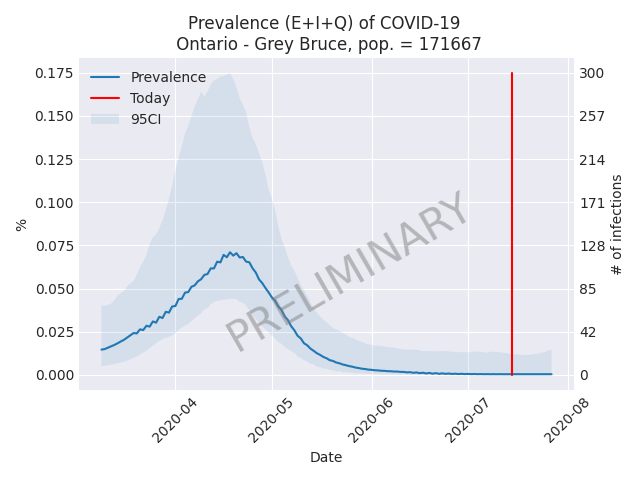 Prevalence (E+I+Q) of COVID-19
Ontario - Grey Bruce, pop. = 171667
Prevalence
Today
95CI
0.175
0.150
0.125
0.100
0.075
0.050
0.025
0.000
%
300
257
214
171
128
85
42
0
# of infections
PRELIMINARY
2020-04
2020-05
2020-06
2020-07
2020-08
Date